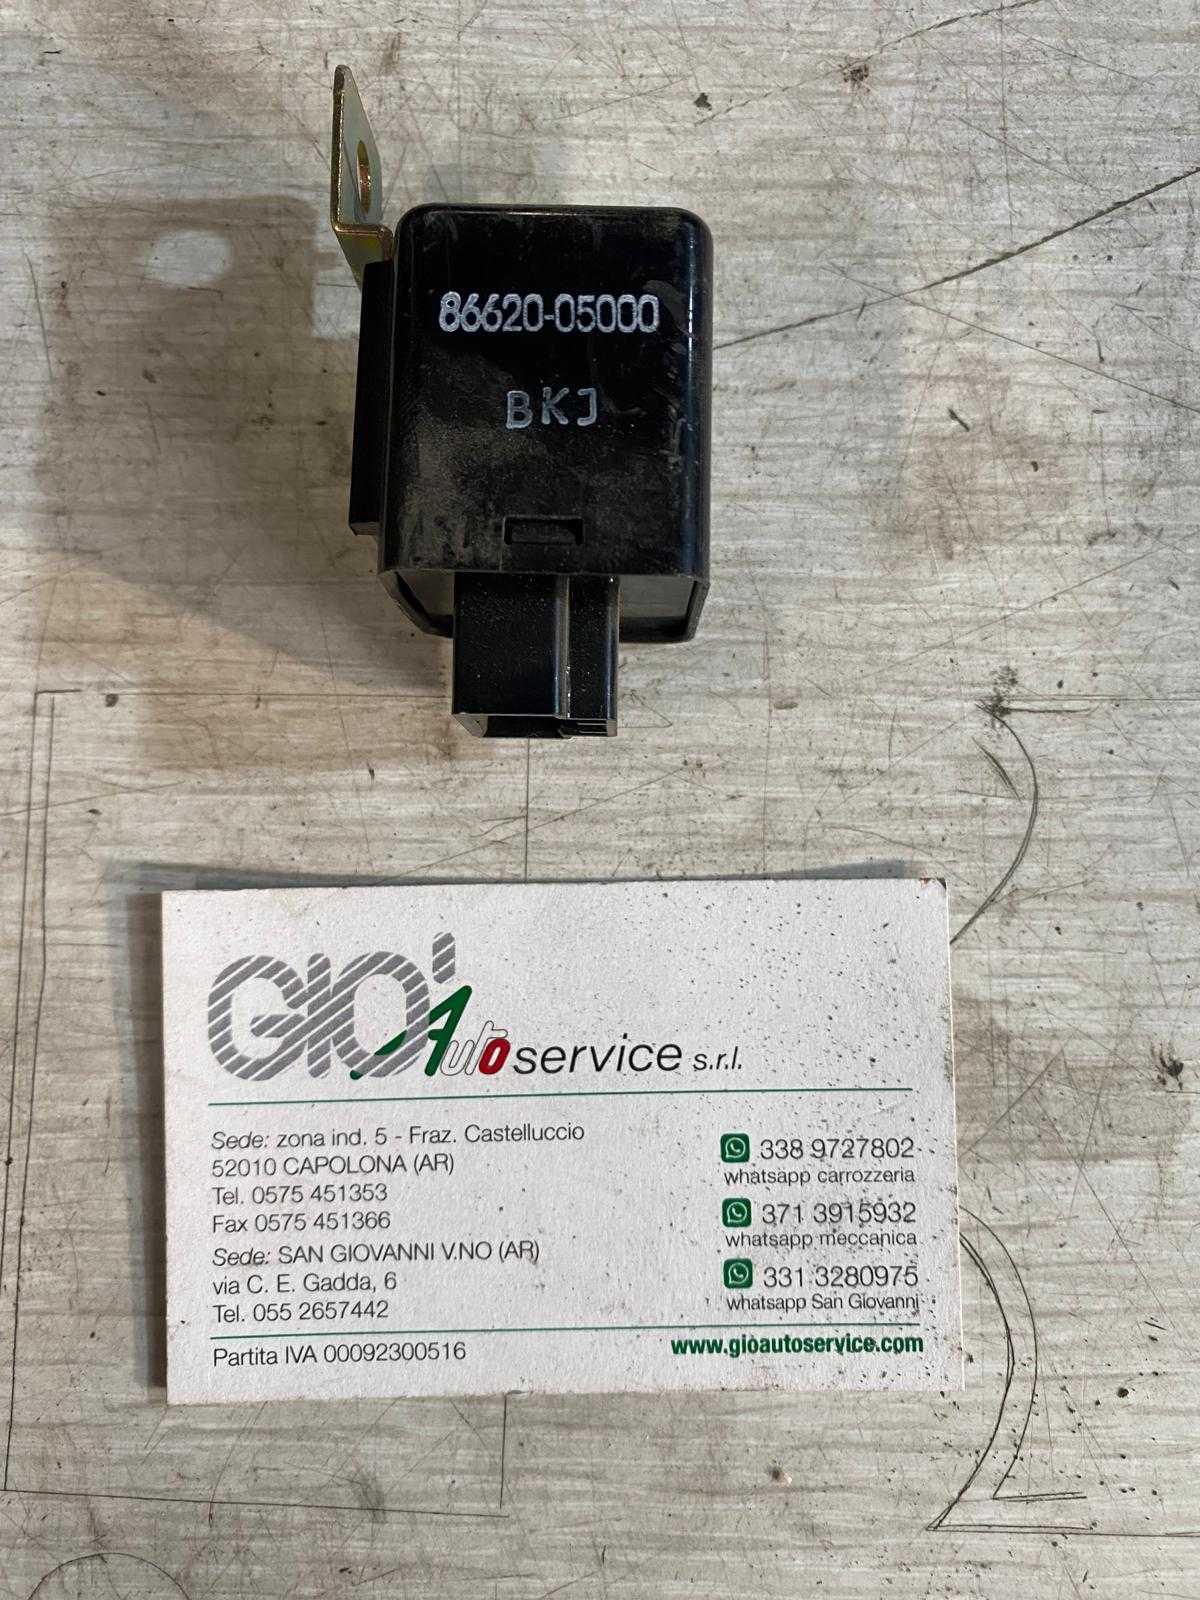 86620-05000
BKJ
GIO' Autoservice s.r.l.
Sede: zona ind. 5 - Fraz. Castelluccio
52010 CAPOLONA (AR)
Tel. 0575 451353
Fax 0575 451366
Sede: SAN GIOVANNI V.NO (AR)
via C. E. Gadda, 6
Tel. 055 2657442
Partita IVA 00092300516
338 9727802
whatsapp carrozzeria
371 3915932
whatsapp meccanica
331 3280975
whatsapp San Giovanni
www.gioautoservice.com